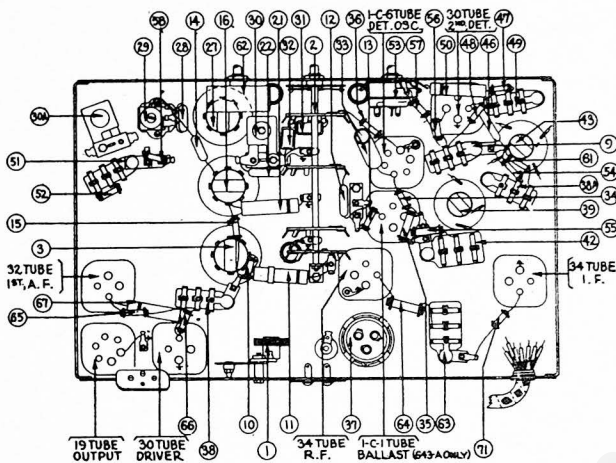 58
29 28 14 16 27 62 30 22 21 32 31 2 12 33 36 13 1-C-6 TUBE DET. OSC. 53 57 56 50 30 TUBE 2ND. DET. 48 47 46 49
30A
51
52
15
3
32 TUBE
1ST. A.F.
67
65
43
9
61
54
38A
34
39
55
42
34 TUBE
I.F.
19 TUBE
OUTPUT
30 TUBE
DRIVER
66
38
10
1
11
34 TUBE
R.F.
37
1-C-1 TUBE
BALLAST (643-A ONLY)
64
35
63
71